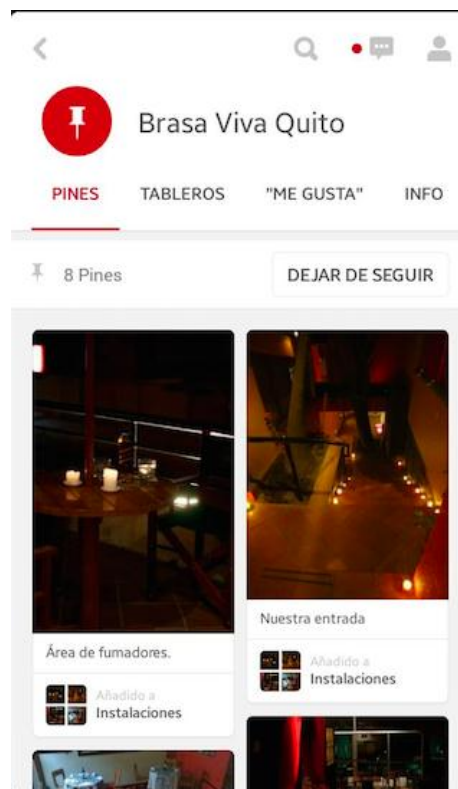 Brasa Viva Quito
PINES TABLEROS "ME GUSTA" INFO
8 Pines
DEJAR DE SEGUIR
Área de fumadores.
Añadido a
Instalaciones
Nuestra entrada
Añadido a
Instalaciones